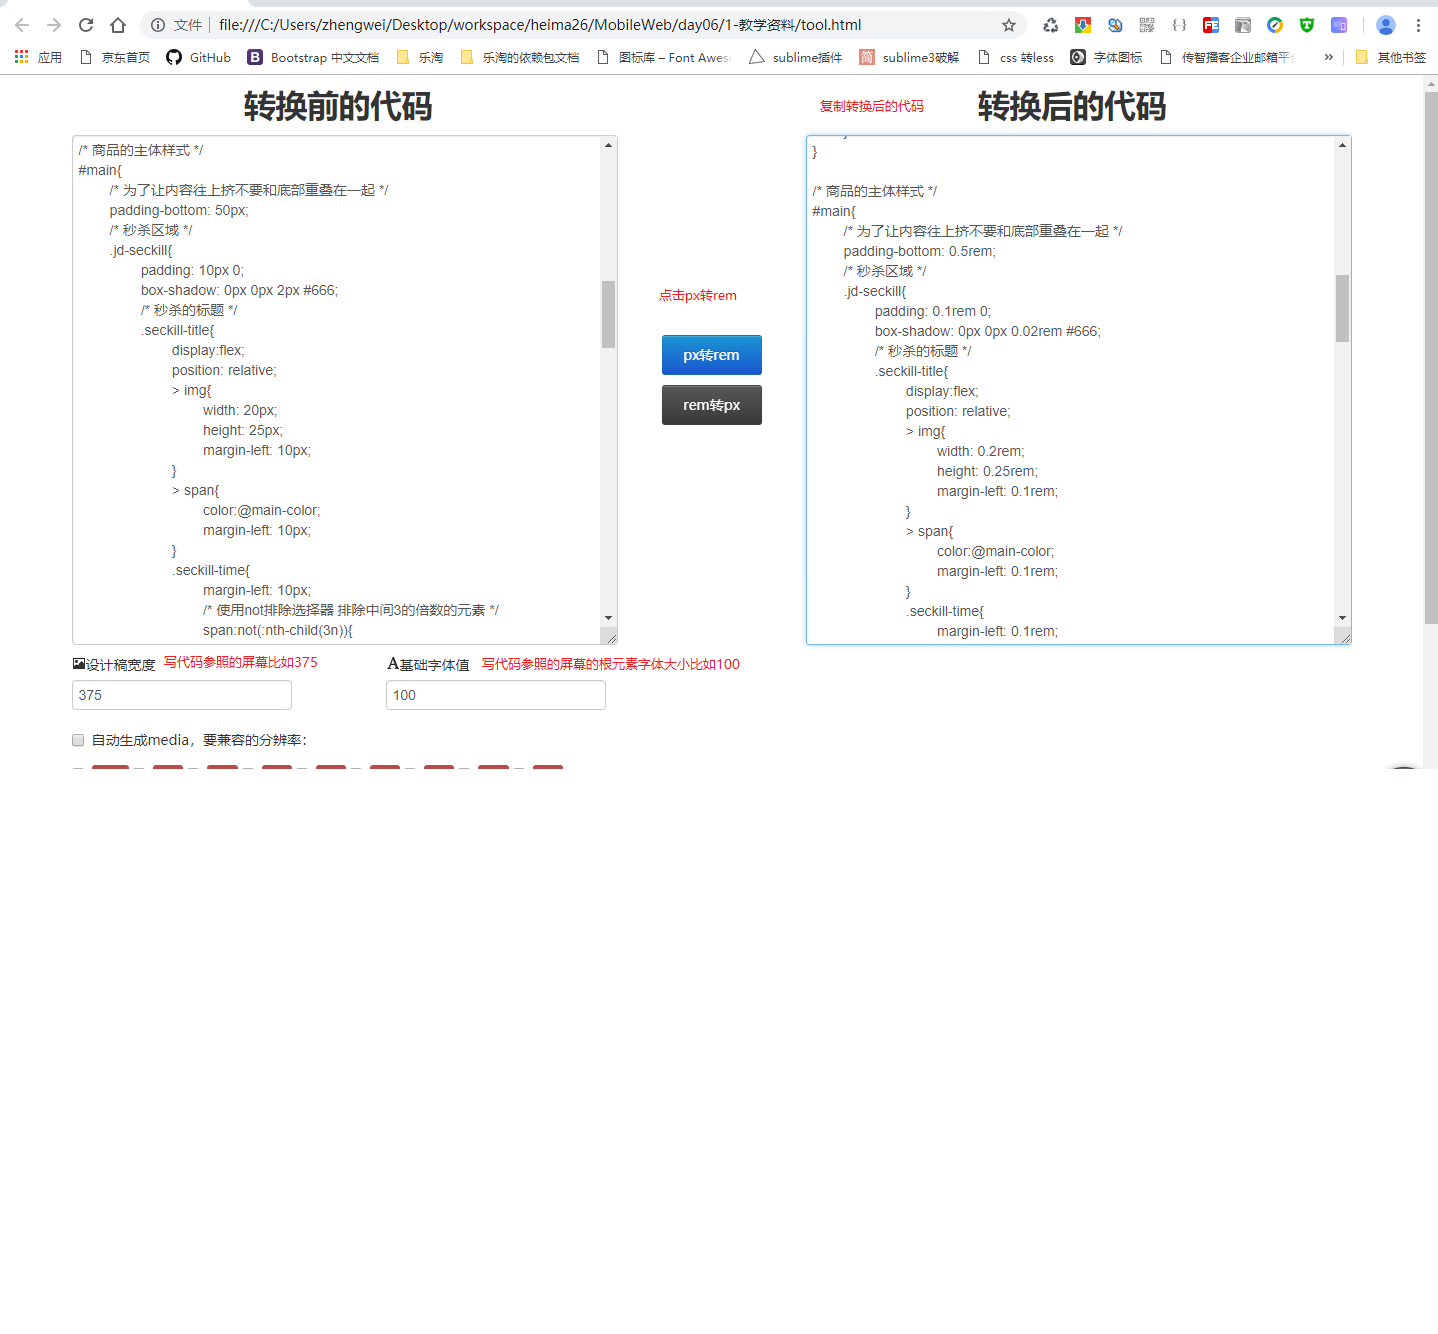 文件 file:///C:/Users/zhengwei/Desktop/workspace/heima26/MobileWeb/day06/1-教学资料/tool.html
应用 京东首页 GitHub Bootstrap 中文文档 乐淘 乐淘的依赖包文档 图标库 – Font Awes sublime插件 sublime3破解 css 转less 字体图标 传智播客企业邮箱平 » 其他书签
转换前的代码
/* 商品的主体样式 */
#main{
/* 为了让内容往上挤不要和底部重叠在一起 */
padding-bottom: 50px;
/* 秒杀区域 */
.jd-seckill{
padding: 10px 0;
box-shadow: 0px 0px 2px #666;
/* 秒杀的标题 */
.seckill-title{
display:flex;
position: relative;
> img{
width: 20px;
height: 25px;
margin-left: 10px;
}
> span{
color:@main-color;
margin-left: 10px;
}
.seckill-time{
margin-left: 10px;
/* 使用not排除选择器 排除中间3的倍数的元素 */
span:not(:nth-child(3n)){
点击px转rem
px转rem
rem转px
复制转换后的代码 转换后的代码
}
}
/* 商品的主体样式 */
#main{
/* 为了让内容往上挤不要和底部重叠在一起 */
padding-bottom: 0.5rem;
/* 秒杀区域 */
.jd-seckill{
padding: 0.1rem 0;
box-shadow: 0px 0px 0.02rem #666;
/* 秒杀的标题 */
.seckill-title{
display:flex;
position: relative;
> img{
width: 0.2rem;
height: 0.25rem;
margin-left: 0.1rem;
}
> span{
color:@main-color;
margin-left: 0.1rem;
}
.seckill-time{
margin-left: 0.1rem;
设计稿宽度 写代码参照的屏幕比如375
375
基础字体值 写代码参照的屏幕的根元素字体大小比如100
100
自动生成media，要兼容的分辨率：